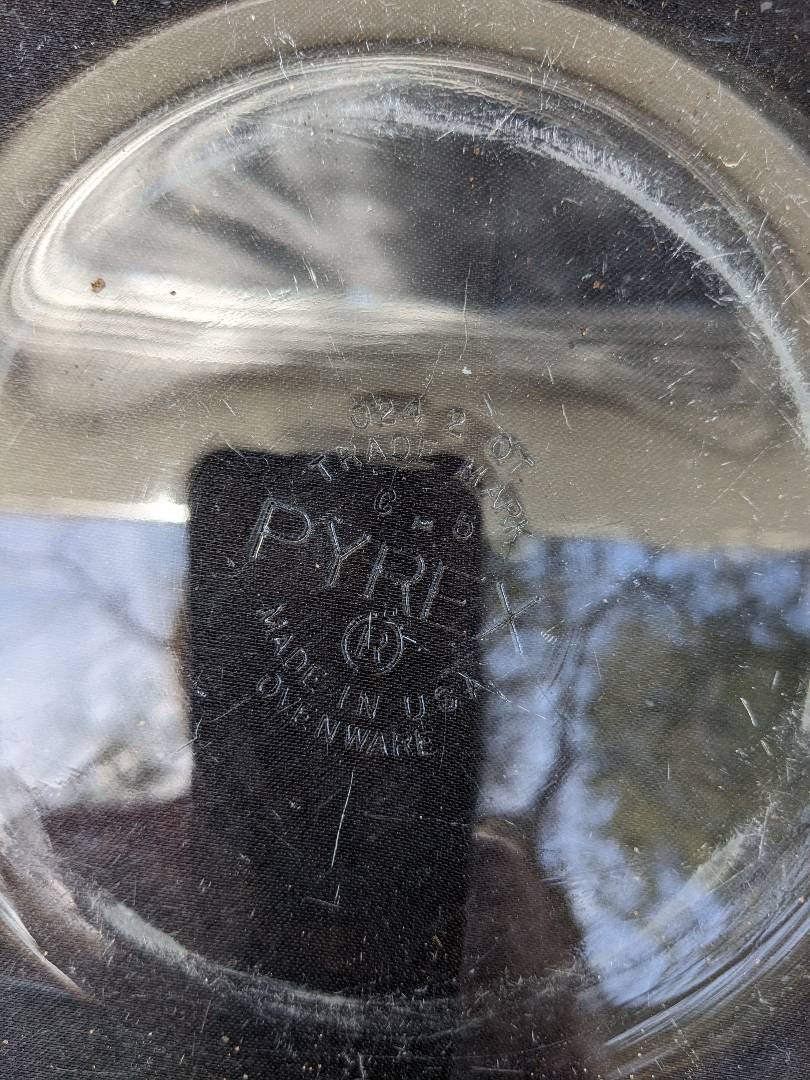 024 2 QT
TRADE MARK
C-6
PYREX
MADE IN USA
OVENWARE